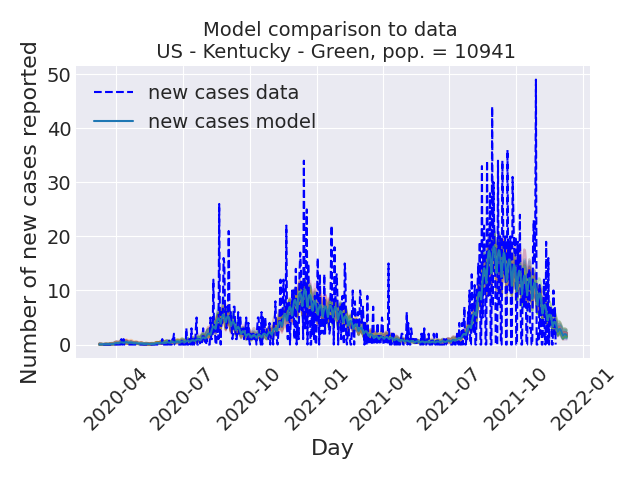 Model comparison to data
US - Kentucky - Green, pop. = 10941
Number of new cases reported
50
40
30
20
10
0
new cases data
new cases model
2020-04
2020-07
2020-10
2021-01
2021-04
2021-07
2021-10
2022-01
Day